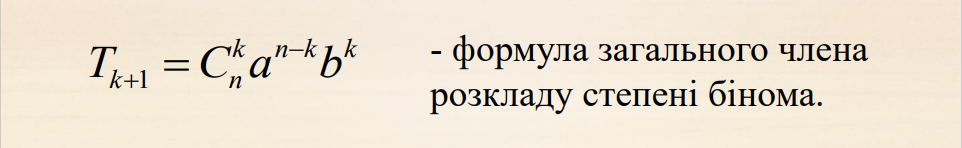 T_{k+1} = C_n^k a^{n-k} b^k
- формула загального члена
розкладу степені бінома.